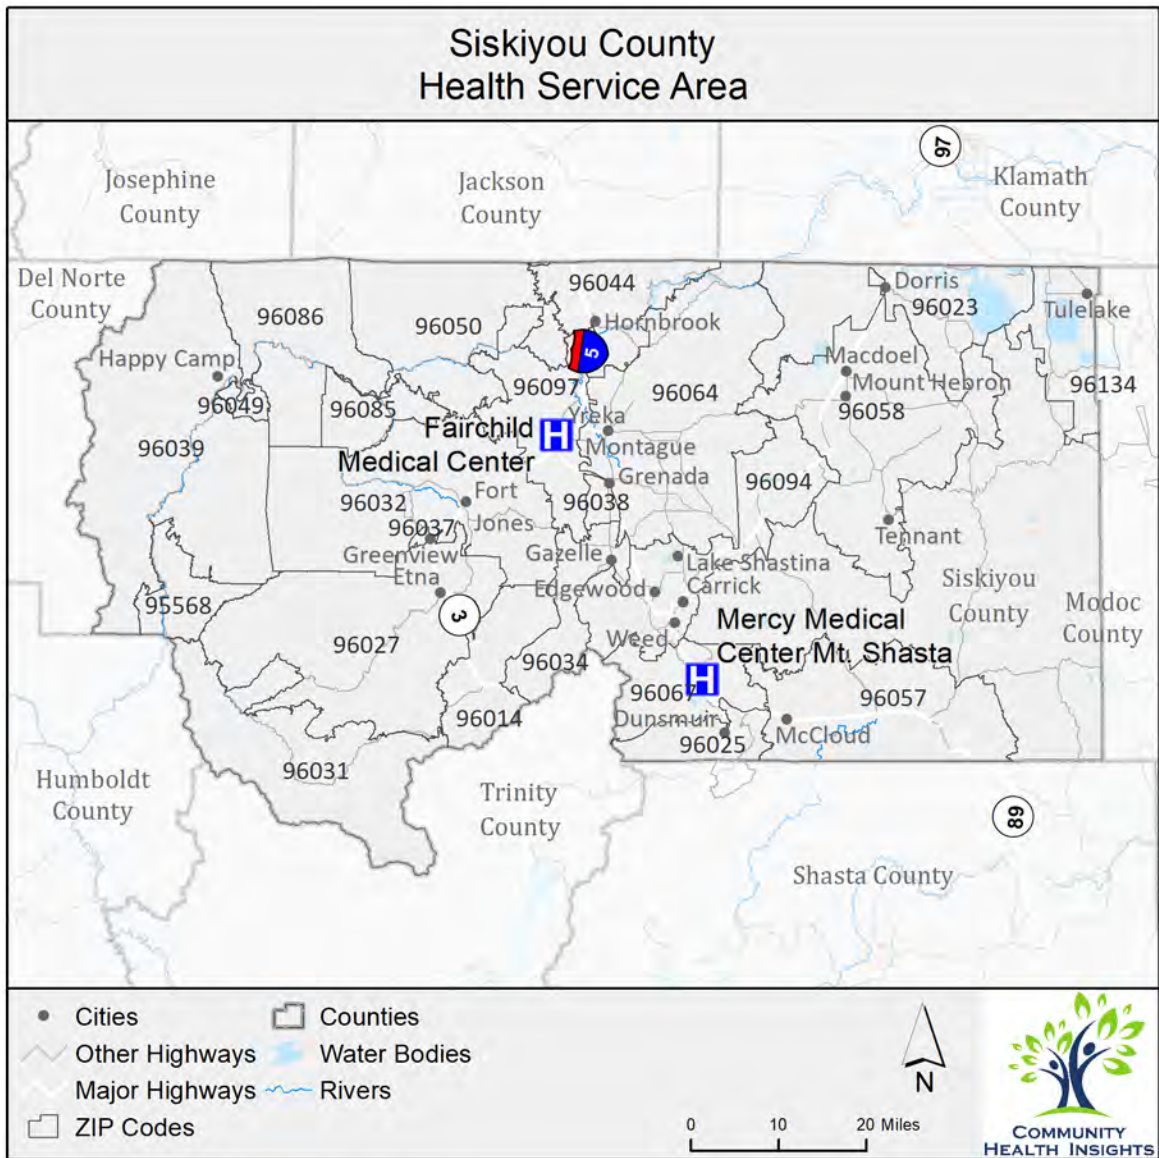 Siskiyou County
Health Service Area
97
Josephine
County
Jackson
County
Klamath
County
Del Norte
County
96044
Dorris
96023
Tulelake
96086
96050
Hornbrook
5
Happy Camp
96049
96085
96097
96064
Macdoel
Mount Hebron
96058
96134
96039
Fairchild
Medical Center
H
Yreka
Montague
Grenada
96038
96094
96032
Fort
Jones
96037
Greenview
Etna
Gazelle
Lake Shastina
Tennant
Edgewood
Carrick
Siskiyou
County
Modoc
County
95568
3
96027
Weed
Mercy Medical
Center Mt. Shasta
H
96034
96067
96057
96014
Dunsmuir
96025
McCloud
96031
Humboldt
County
Trinity
County
89
Shasta County
Cities
Counties
Other Highways
Water Bodies
Major Highways
Rivers
ZIP Codes
N
0 10 20 Miles
COMMUNITY
HEALTH INSIGHTS